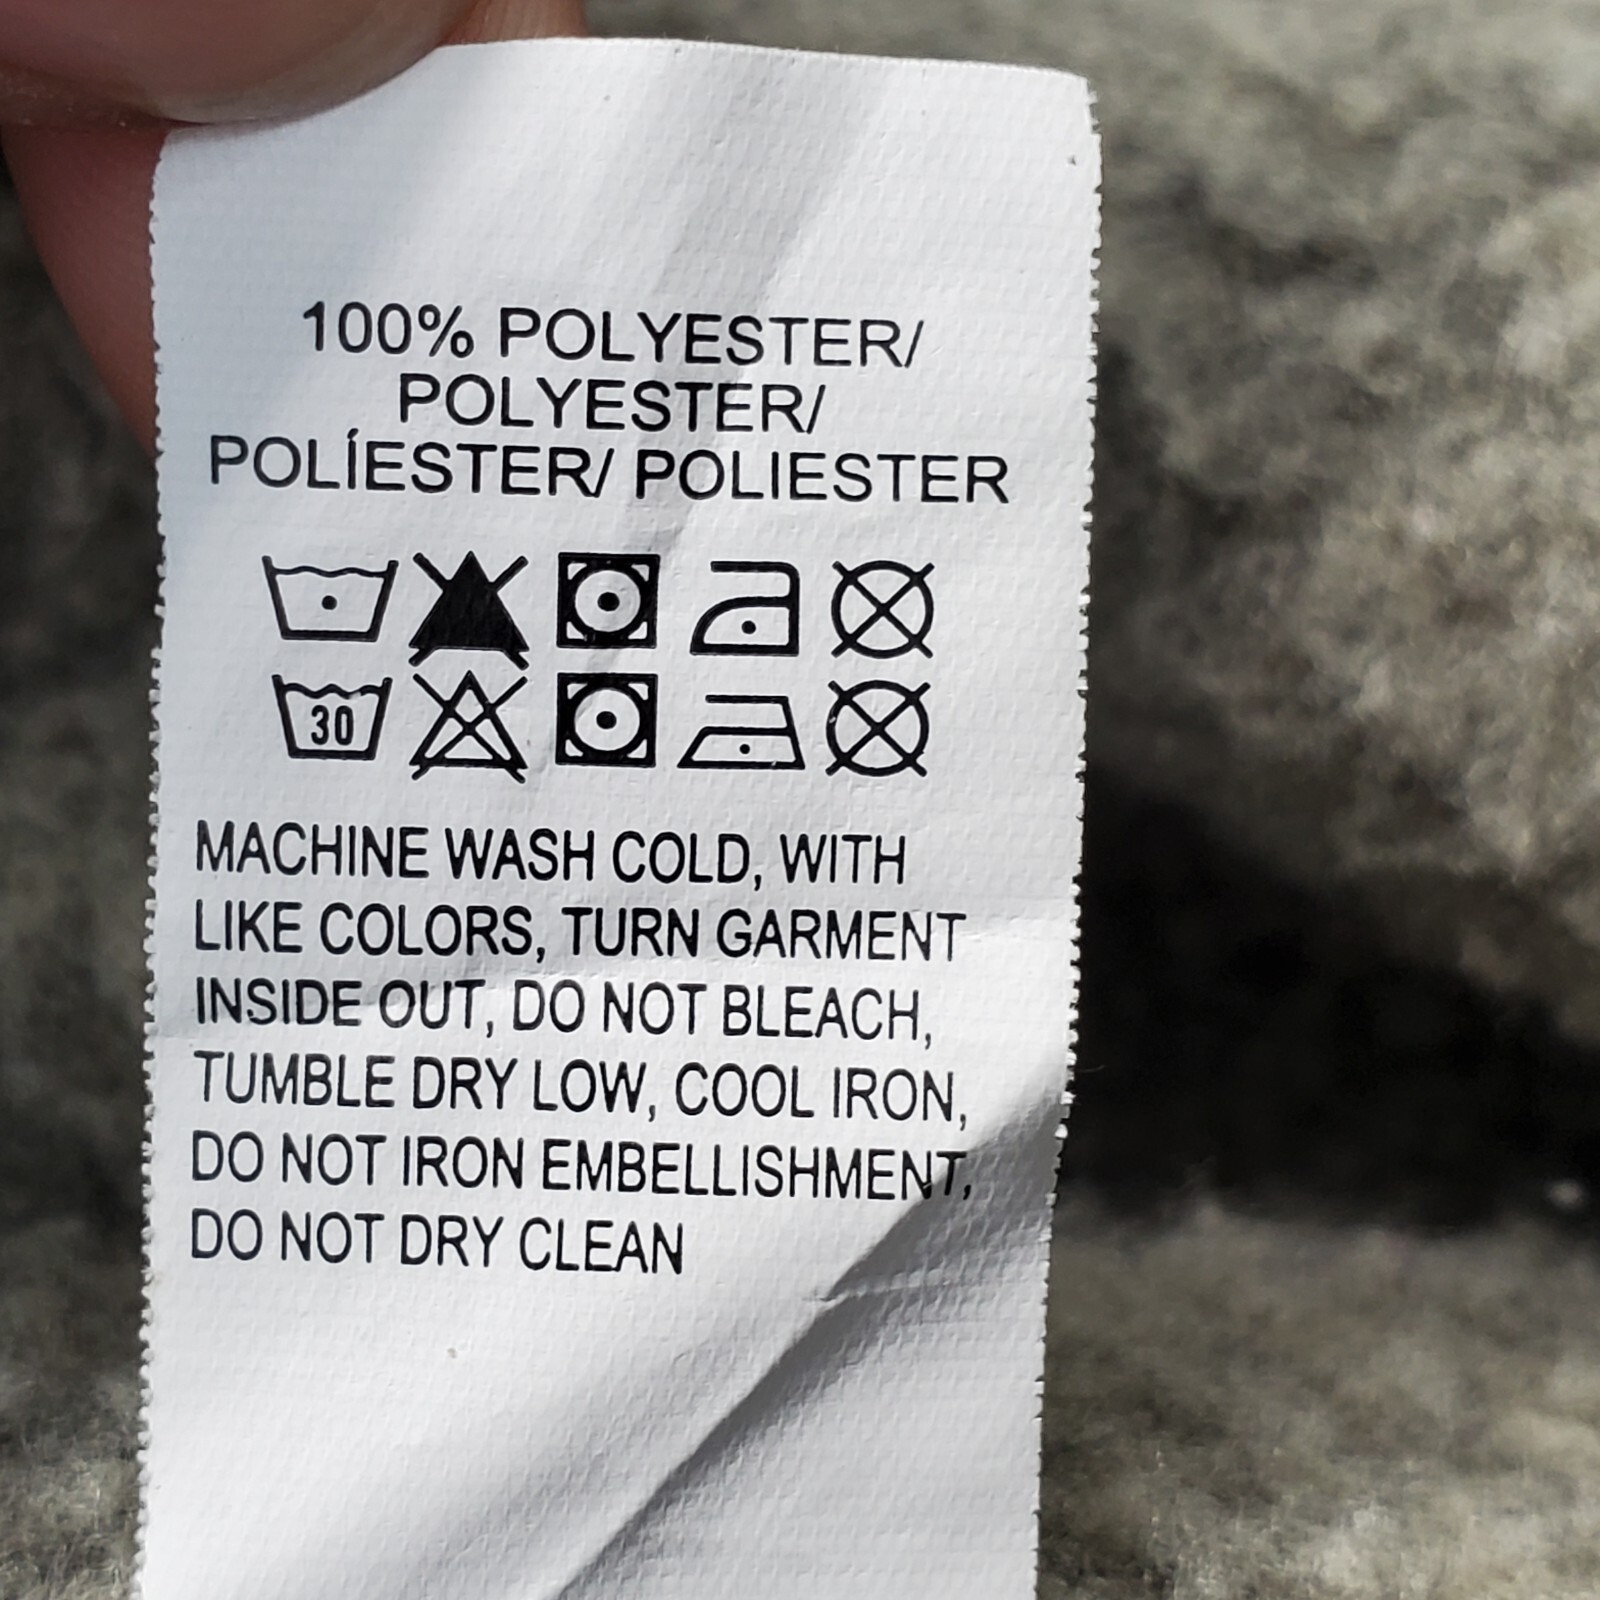 100% POLYESTER/
POLYESTER/
POLÍESTER/ POLIESTER
30
MACHINE WASH COLD, WITH
LIKE COLORS, TURN GARMENT
INSIDE OUT, DO NOT BLEACH,
TUMBLE DRY LOW, COOL IRON,
DO NOT IRON EMBELLISHMENT,
DO NOT DRY CLEAN